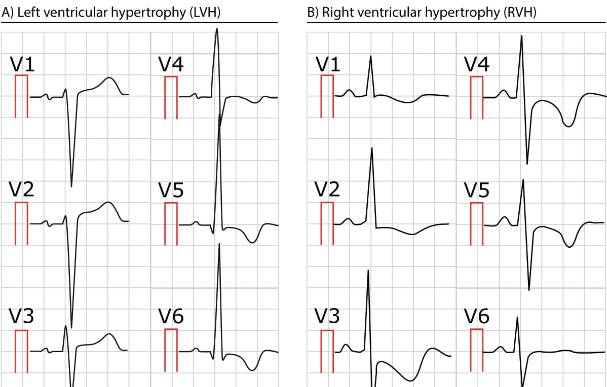 A) Left ventricular hypertrophy (LVH)
V1
V4
V2
V5
V3
V6
B) Right ventricular hypertrophy (RVH)
V1
V4
V2
V5
V3
V6